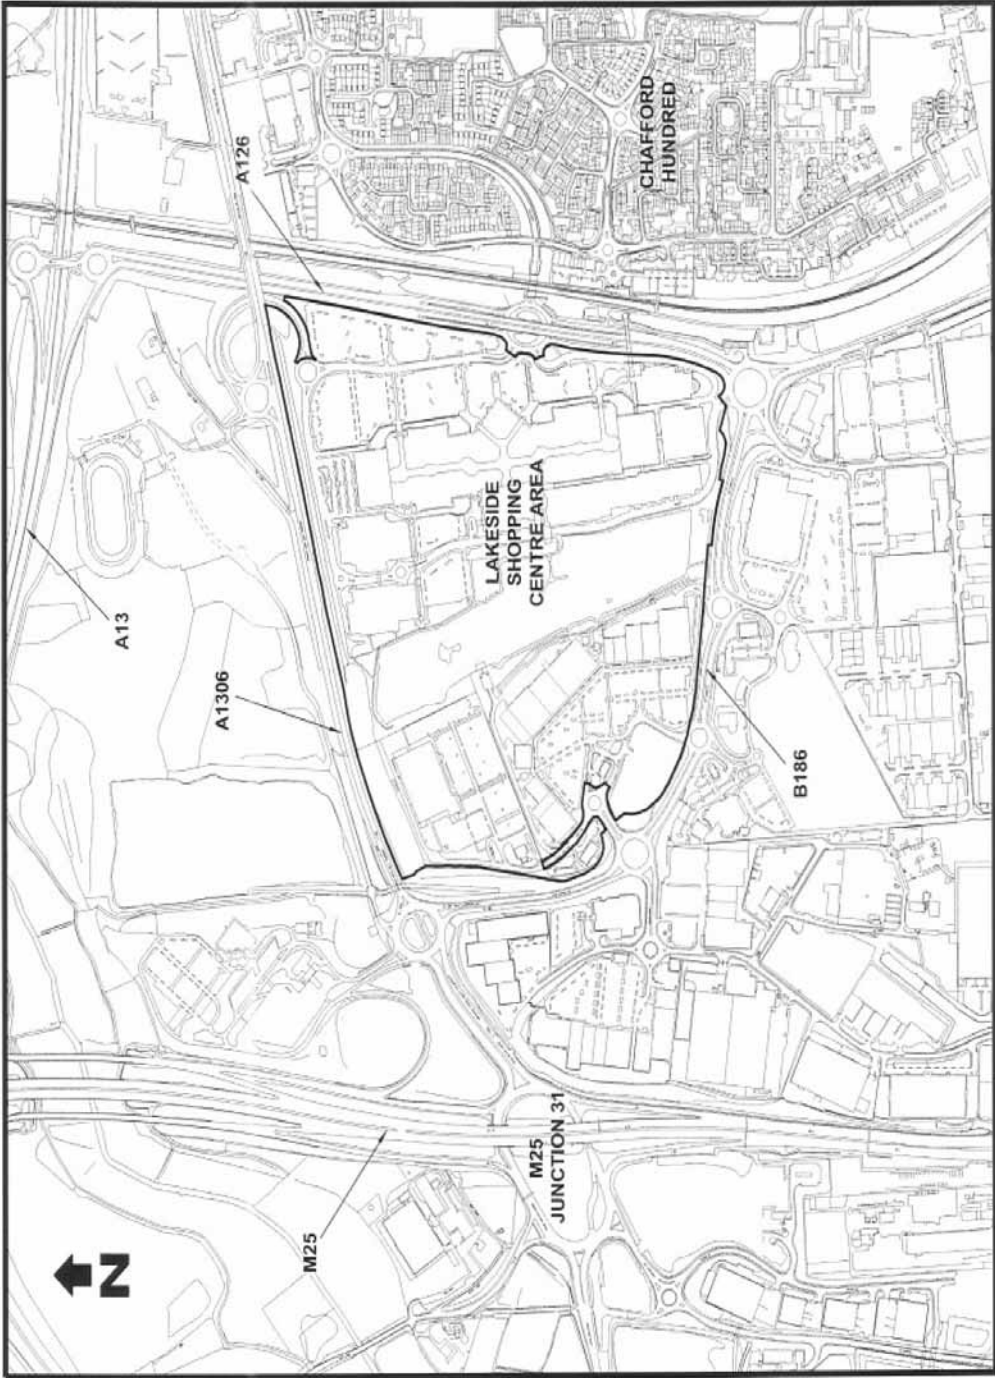 A13
A1306
A126
CHAFFORD
HUNDRED
LAKESIDE
SHOPPING
CENTRE AREA
B186
M25
M25
JUNCTION 31
N